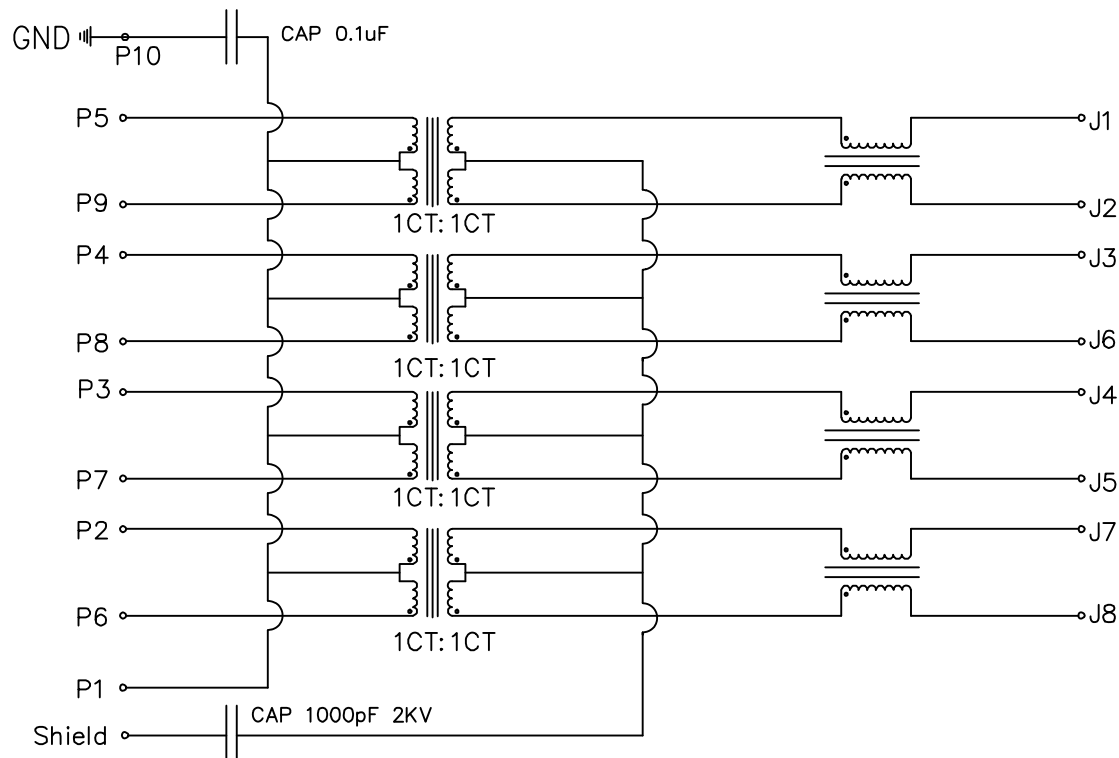 GND
P10
CAP 0.1uF
P5
J1
P9
J2
1CT: 1CT
P4
J3
P8
J6
1CT: 1CT
P3
J4
P7
J5
1CT: 1CT
P2
J7
P6
J8
1CT: 1CT
P1
CAP 1000pF 2KV
Shield